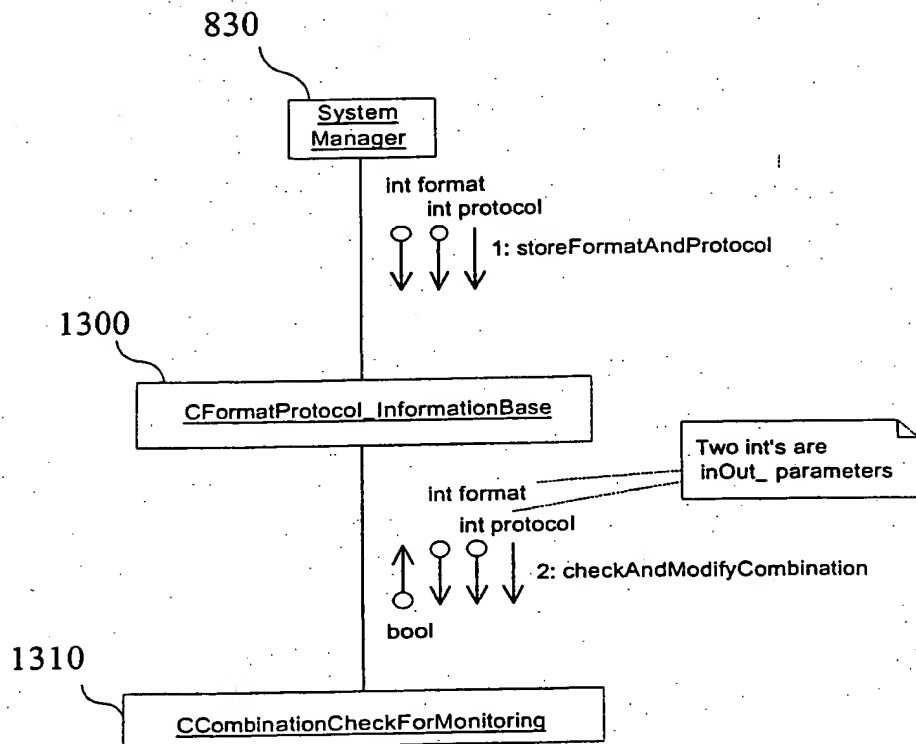 830
System
Manager
int format
int protocol
1: storeFormatAndProtocol
1300
CFormatProtocol_InformationBase
Two int's are
inOut_ parameters
int format
int protocol
2: checkAndModifyCombination
bool
1310
CCombinationCheckForMonitoring